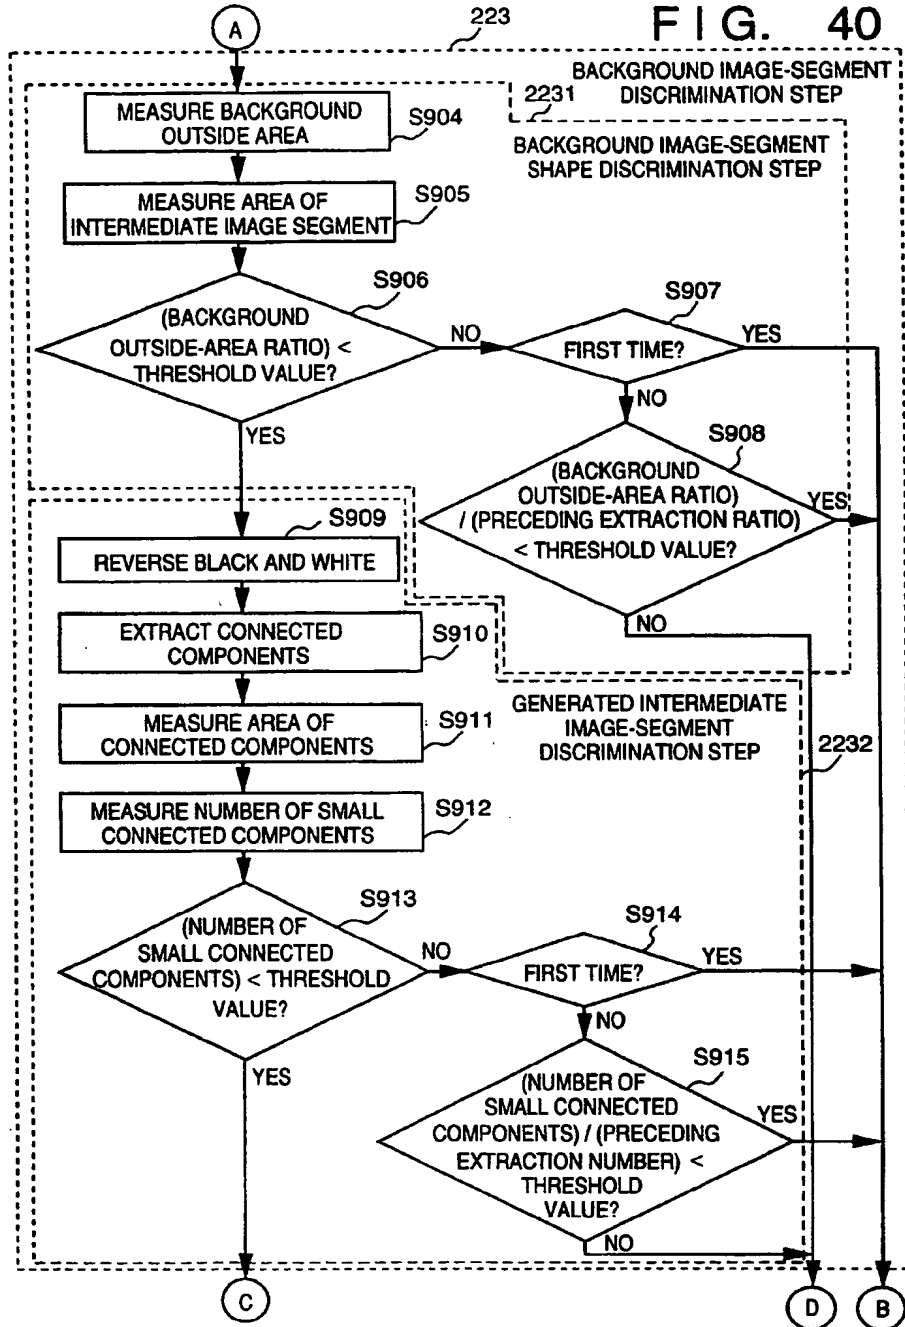 FIG. 40
A
223
BACKGROUND IMAGE-SEGMENT
DISCRIMINATION STEP
2231
BACKGROUND IMAGE-SEGMENT
SHAPE DISCRIMINATION STEP
MEASURE BACKGROUND
OUTSIDE AREA
S904
MEASURE AREA OF
INTERMEDIATE IMAGE SEGMENT
S905
S906
(BACKGROUND
OUTSIDE-AREA RATIO) <
THRESHOLD VALUE?
NO
YES
S907
FIRST TIME?
YES
NO
S908
(BACKGROUND
OUTSIDE-AREA RATIO)
/ (PRECEDING EXTRACTION RATIO)
< THRESHOLD VALUE?
YES
NO
S909
REVERSE BLACK AND WHITE
EXTRACT CONNECTED
COMPONENTS
S910
GENERATED INTERMEDIATE
IMAGE-SEGMENT
DISCRIMINATION STEP
2232
MEASURE AREA OF
CONNECTED COMPONENTS
S911
MEASURE NUMBER OF SMALL
CONNECTED COMPONENTS
S912
S913
(NUMBER OF
SMALL CONNECTED
COMPONENTS) < THRESHOLD
VALUE?
NO
YES
S914
FIRST TIME?
YES
NO
S915
(NUMBER OF
SMALL CONNECTED
COMPONENTS) / (PRECEDING
EXTRACTION NUMBER) <
THRESHOLD
VALUE?
YES
NO
C
D
B